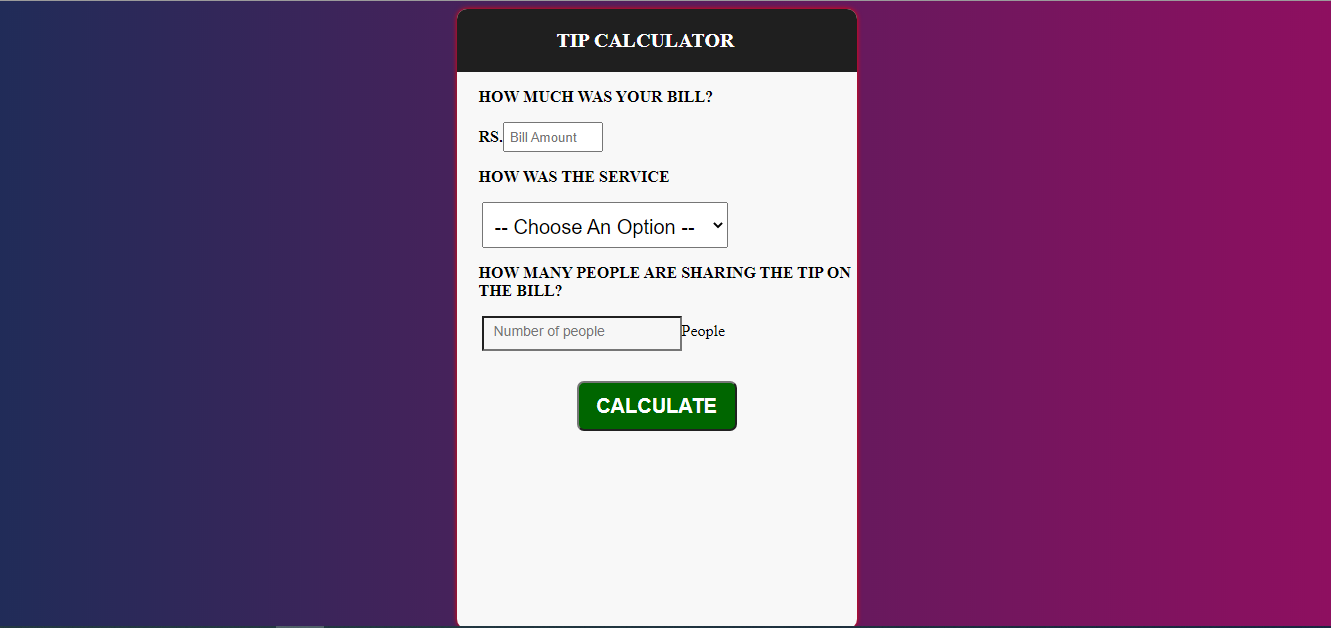 TIP CALCULATOR
HOW MUCH WAS YOUR BILL?
RS. Bill Amount
HOW WAS THE SERVICE
-- Choose An Option --
HOW MANY PEOPLE ARE SHARING THE TIP ON
THE BILL?
Number of people People
CALCULATE